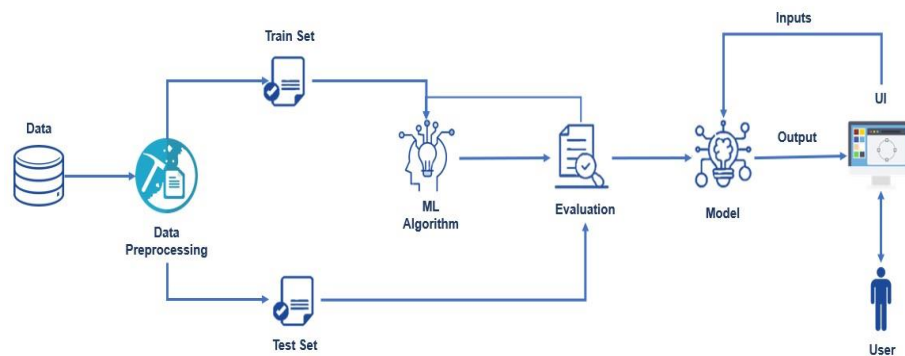 Inputs
Train Set
UI
Data
Output
ML
Algorithm
Evaluation
Model
Data
Preprocessing
Test Set
User